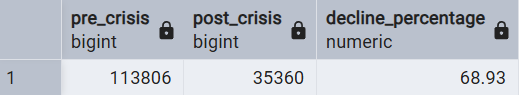 pre_crisis post_crisis decline_percentage
bigint bigint numeric
1 113806 35360 68.93